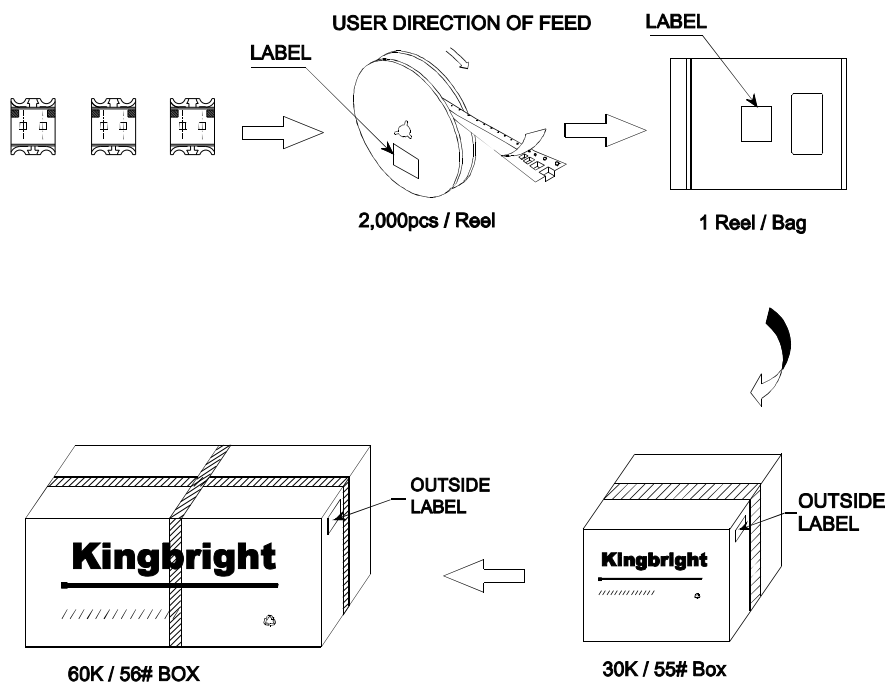 USER DIRECTION OF FEED
LABEL
LABEL
2,000pcs / Reel
1 Reel / Bag
OUTSIDE
LABEL
OUTSIDE
LABEL
Kingbright
Kingbright
60K / 56# BOX
30K / 55# Box